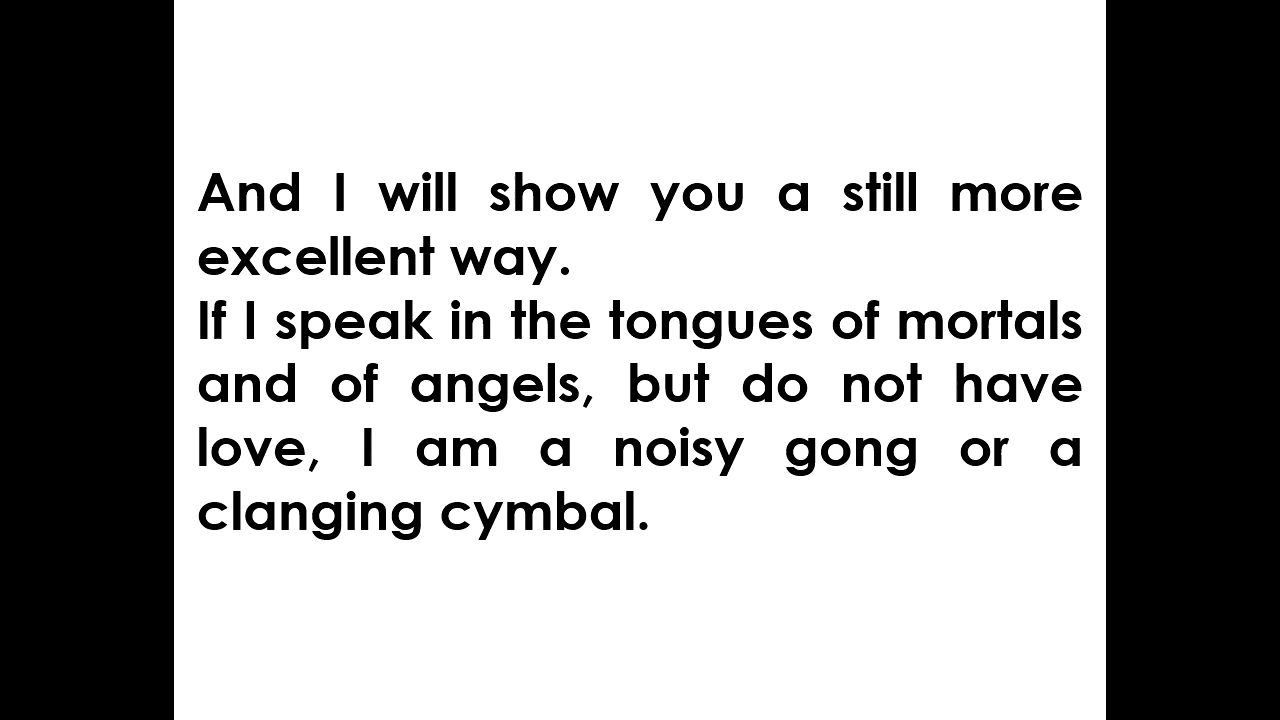 And I will show you a still more
excellent way.
If I speak in the tongues of mortals
and of angels, but do not have
love, I am a noisy gong or a
clanging cymbal.